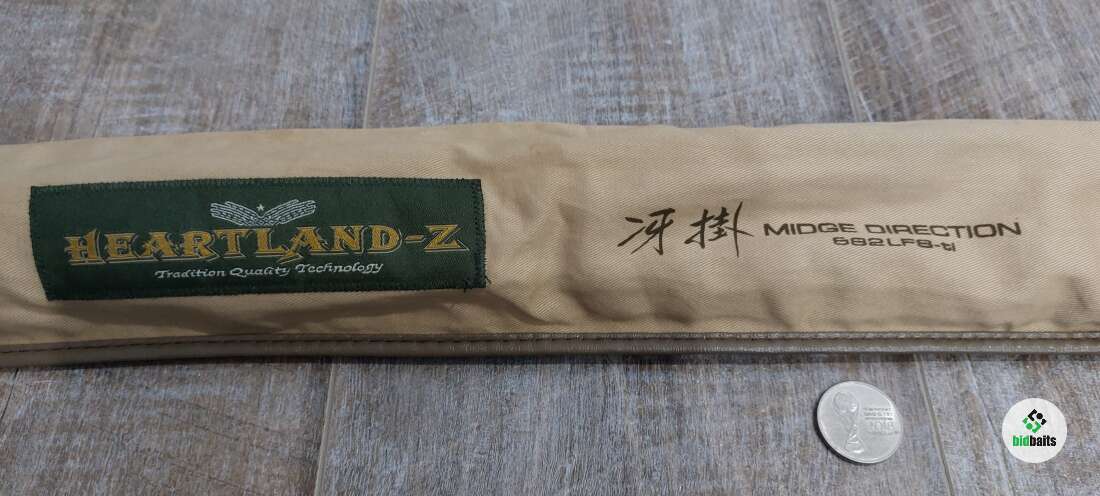 HEARTLAND-Z
Tradition Quality Technology
冴掛 MIDGE DIRECTION
682LFS-ti
bidbaits